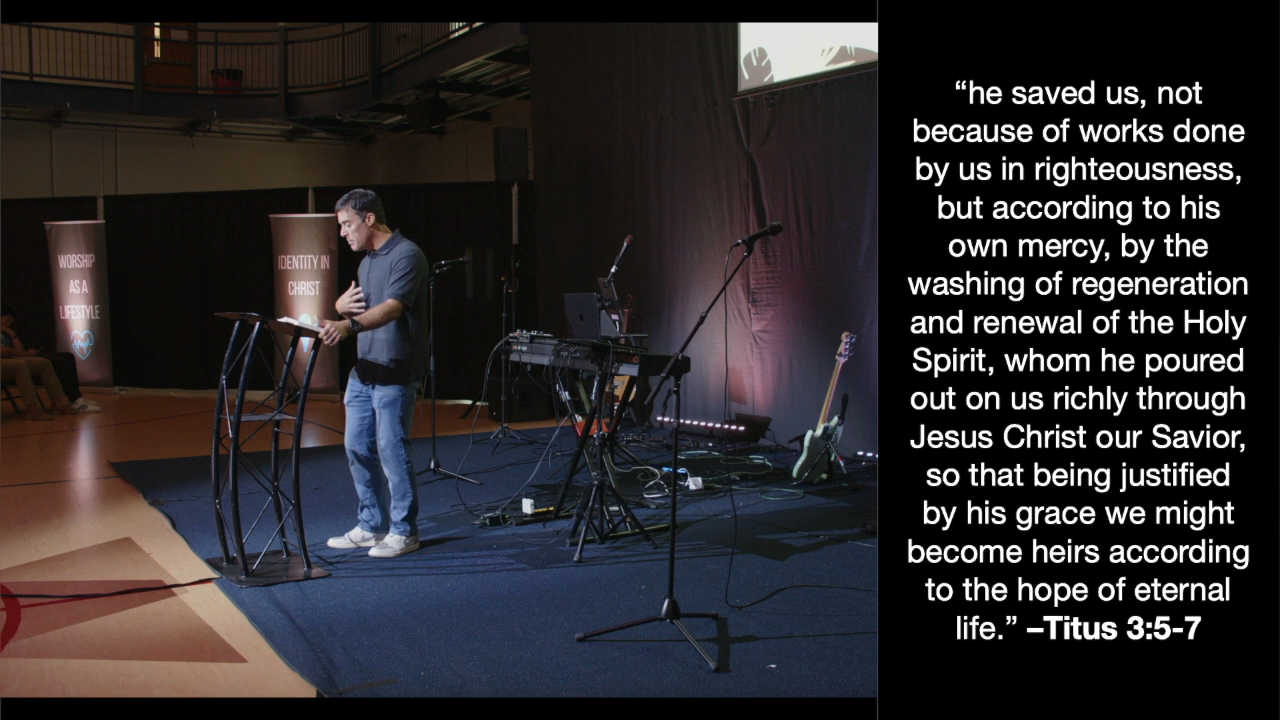 WORSHIP
AS A
LIFESTYLE
IDENTITY IN
CHRIST
“he saved us, not
because of works done
by us in righteousness,
but according to his
own mercy, by the
washing of regeneration
and renewal of the Holy
Spirit, whom he poured
out on us richly through
Jesus Christ our Savior,
so that being justified
by his grace we might
become heirs according
to the hope of eternal
life.” –Titus 3:5-7